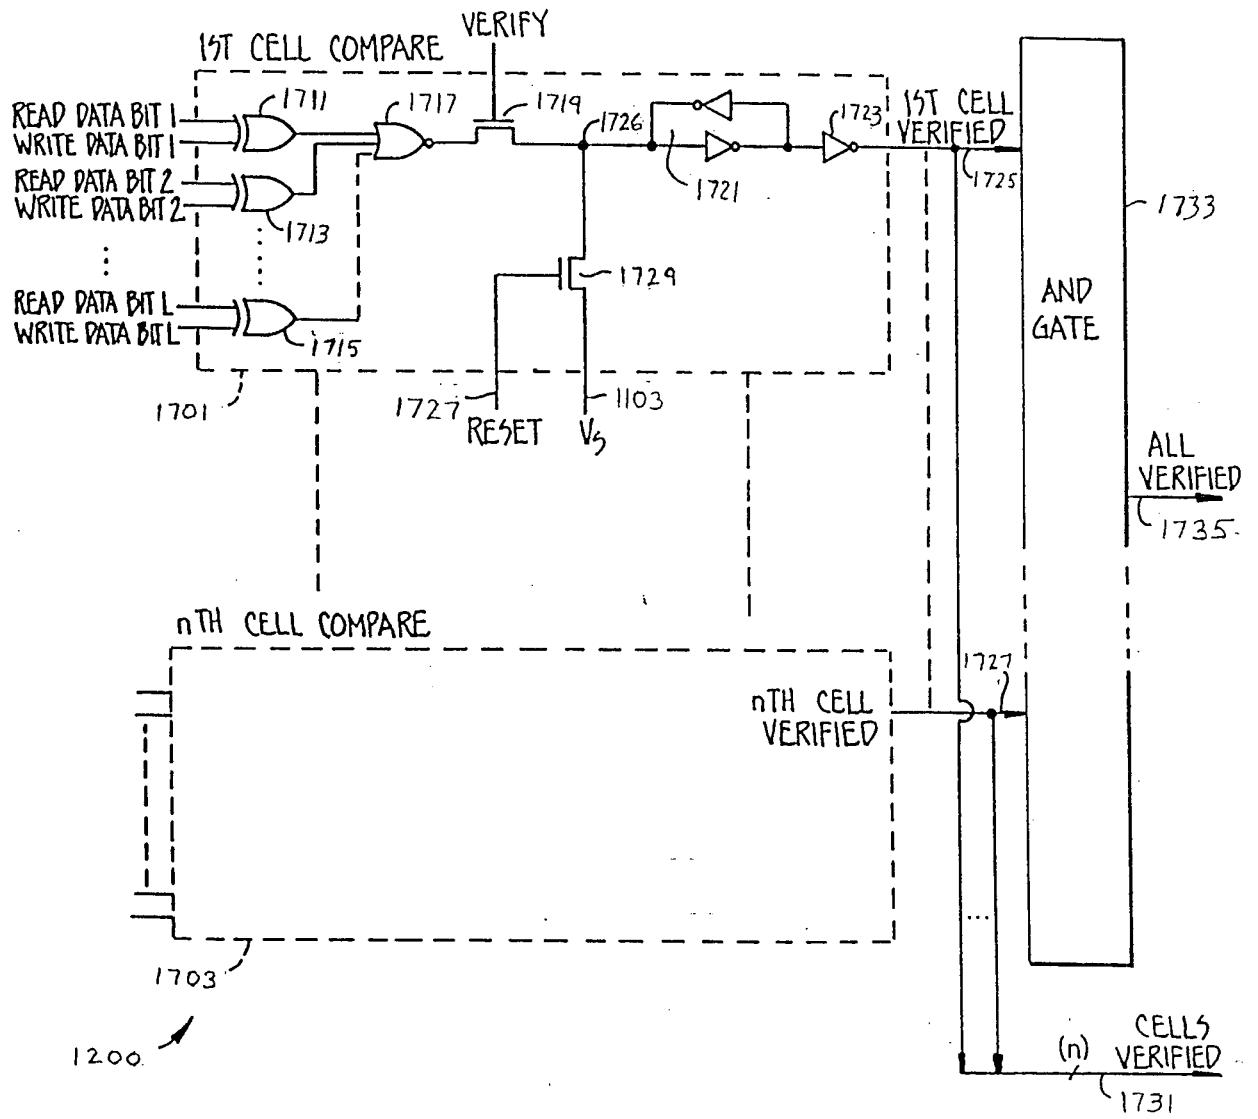 VERIFY
1ST CELL COMPARE
READ DATA BIT 1
WRITE DATA BIT 1
1711
1717
1719
1726
1723
1721
1ST CELL
VERIFIED
1725
1733
READ DATA BIT 2
WRITE DATA BIT 2
1713
1729
AND
GATE
READ DATA BIT L
WRITE DATA BIT L
1715
1701
1727
RESET
1103
Vs
ALL
VERIFIED
1735
nTH CELL COMPARE
1727
nTH CELL
VERIFIED
1703
1200
...
(n)
CELLS
VERIFIED
1731